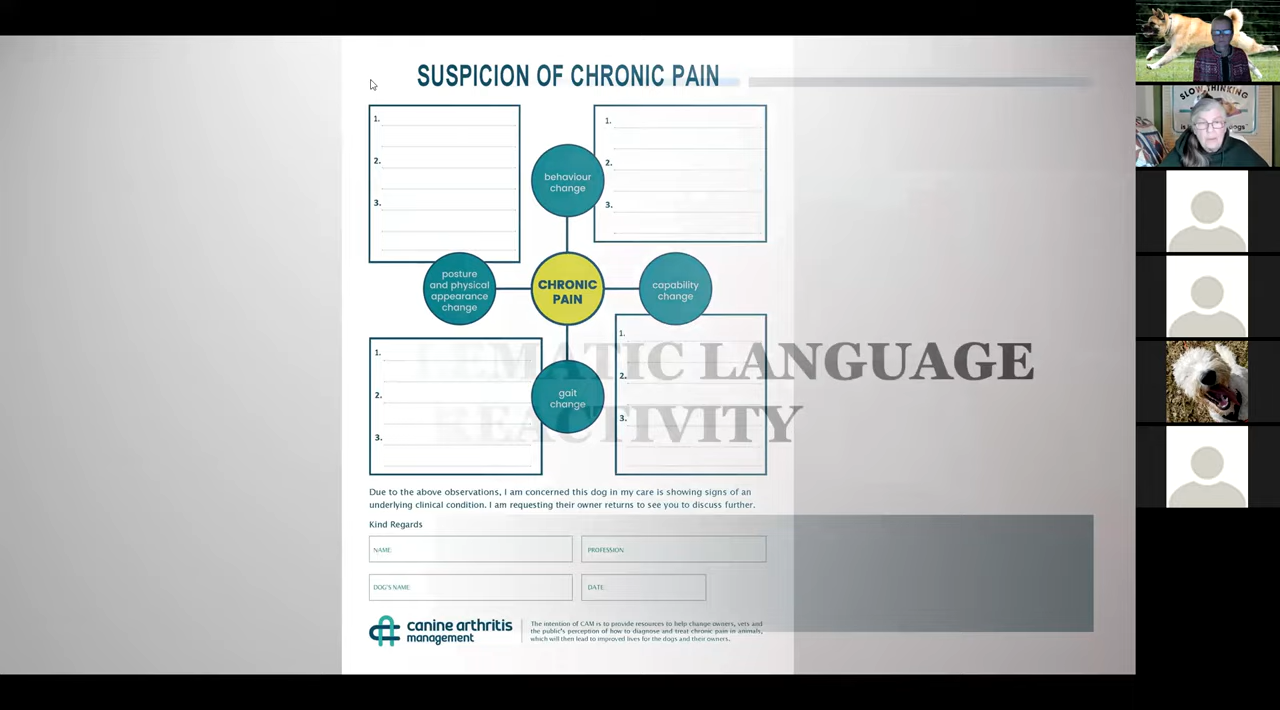 SUSPICION OF CHRONIC PAIN
1.
2.
3.
1.
2.
3.
behaviour
change
posture
and physical
appearance
change
CHRONIC
PAIN
capability
change
1.
2.
3.
gait
change
1.
2.
3.
LANGUAGE
REACTIVITY
Due to the above observations, I am concerned this dog in my care is showing signs of an
underlying clinical condition. I am requesting their owner returns to see you to discuss further.
Kind Regards
NAME:
PROFESSION:
DOG'S NAME:
DATE:
canine arthritis
management
The intention of CAM is to provide resources to help change owners, vets and
the public's perception of how to diagnose and treat chronic pain in animals,
which will then lead to improved lives for the dogs and their owners.
SLOW THINKING
is
dogs"